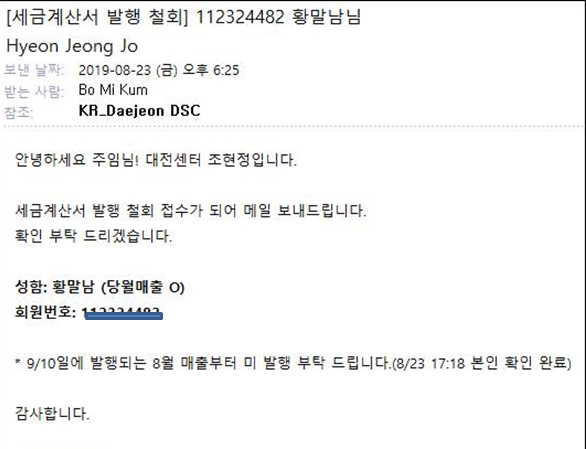 [세금계산서 발행 철회] 112324482 황말남님
Hyeon Jeong Jo
보낸 날짜: 2019-08-23 (금) 오후 6:25
받는 사람: Bo Mi Kum
참조: KR_Daejeon DSC
안녕하세요 주임님! 대전센터 조현정입니다.
세금계산서 발행 철회 접수가 되어 메일 보내드립니다.
확인 부탁 드리겠습니다.
성함: 황말남 (당월매출 O)
회원번호:
* 9/10일에 발행되는 8월 매출부터 미 발행 부탁 드립니다.(8/23 17:18 본인 확인 완료)
감사합니다.